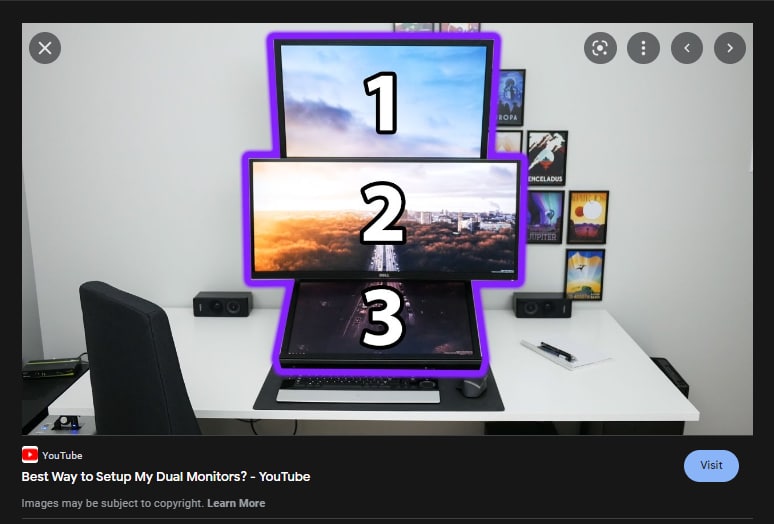 1
ROPA
2
ENCELADUS
JUPITER
DELL
3
YouTube
Best Way to Setup My Dual Monitors? - YouTube
Visit
Images may be subject to copyright. Learn More